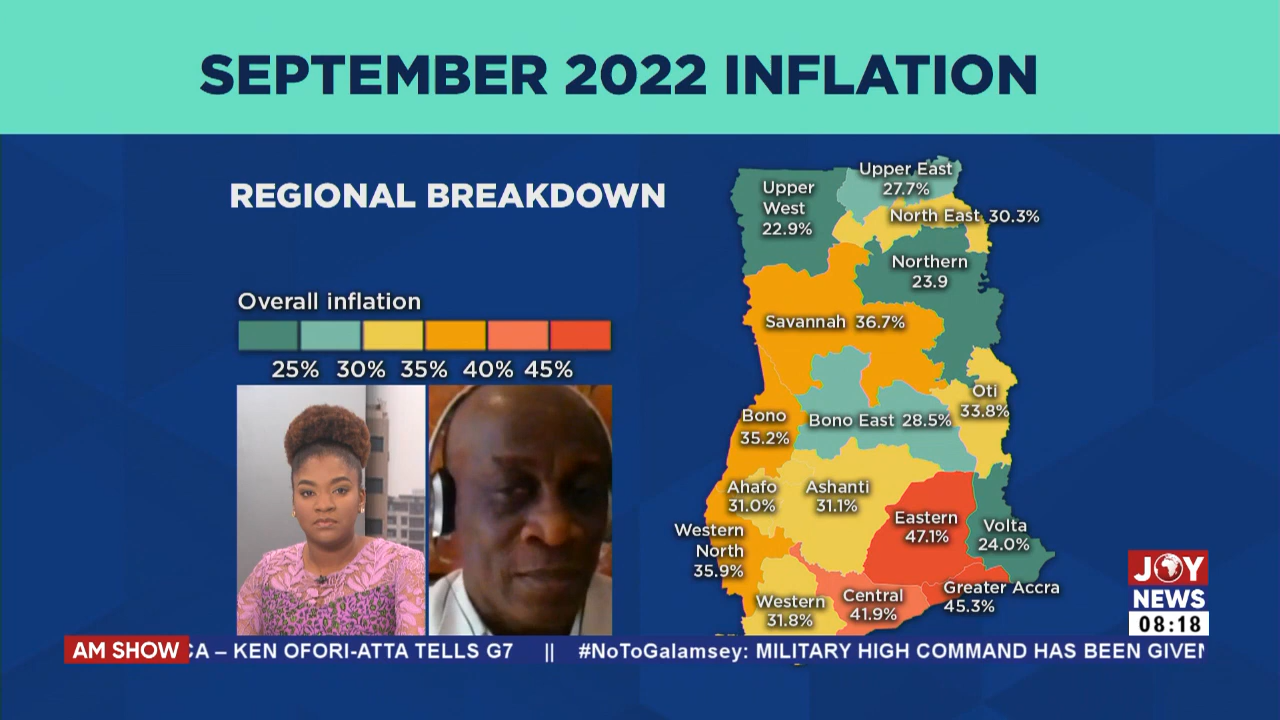 SEPTEMBER 2022 INFLATION
REGIONAL BREAKDOWN
Overall inflation
25% 30% 35% 40% 45%
Upper East
27.7%
Upper
West
22.9%
North East 30.3%
Northern
23.9
Savannah 36.7%
Oti
33.8%
Bono
35.2%
Bono East 28.5%
Ahafo
31.0%
Ashanti
31.1%
Eastern
47.1%
Volta
24.0%
Western
North
35.9%
Western
31.8%
Central
41.9%
Greater Accra
45.3%
JOY
NEWS
08:18
AM SHOW
CA – KEN OFORI-ATTA TELLS G7 || #NoToGalamsey: MILITARY HIGH COMMAND HAS BEEN GIVEN